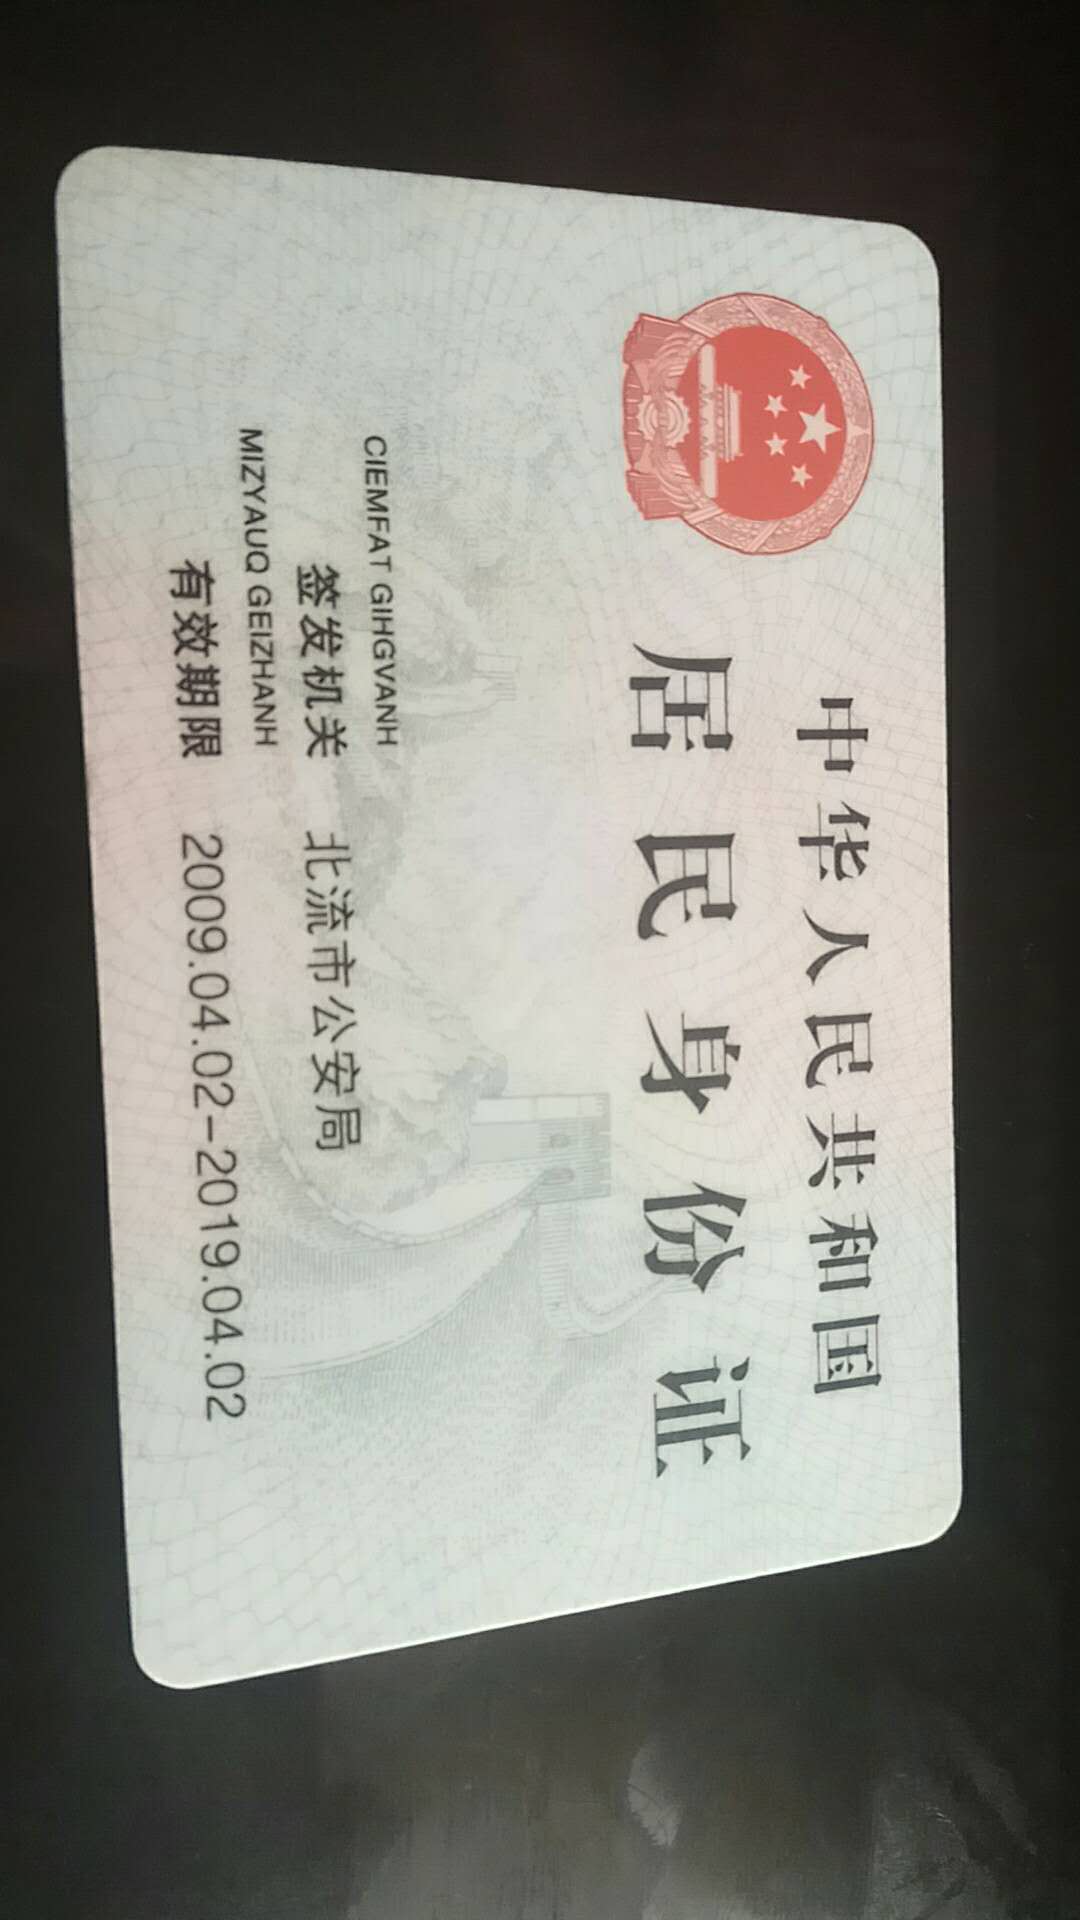 中华人民共和国
居民身份证
CIEMFAT GIHGVANH
签发机关 北流市公安局
MIZYAUQ GEIZHANH
有效期限 2009.04.02-2019.04.02